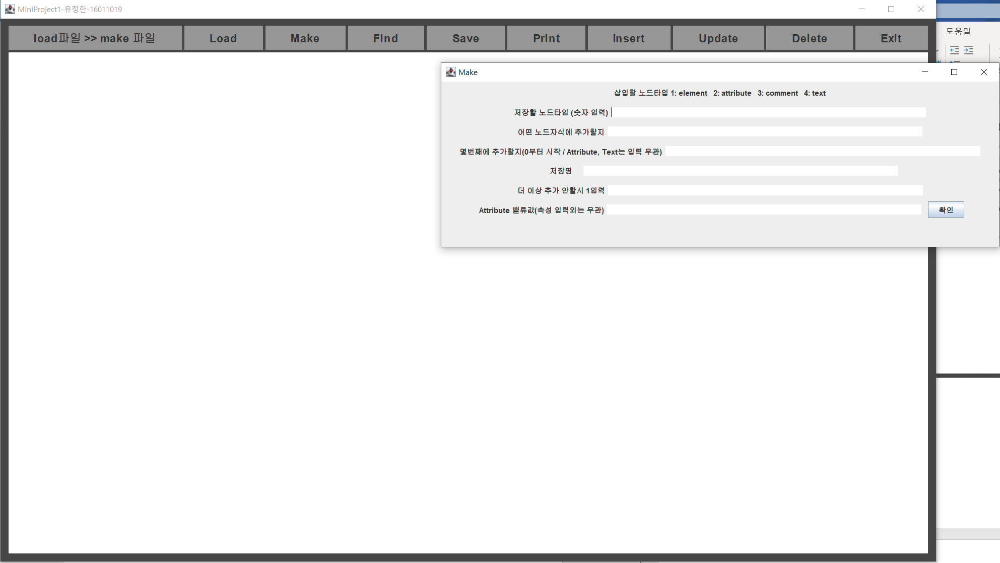 MiniProject1-유정한-16011019
load파일 >> make 파일 Load Make Find Save Print Insert Update Delete Exit
도움말
Make
삽입할 노드타입 1: element 2: attribute 3: comment 4: text
저장할 노드타입 (숫자 입력)
어떤 노드자식에 추가할지
몇번째에 추가할지(0부터 시작 / Attribute, Text는 입력 무관)
저장명
더 이상 추가 안할시 1입력
Attribute 밸류값(속성 입력외는 무관) 확인